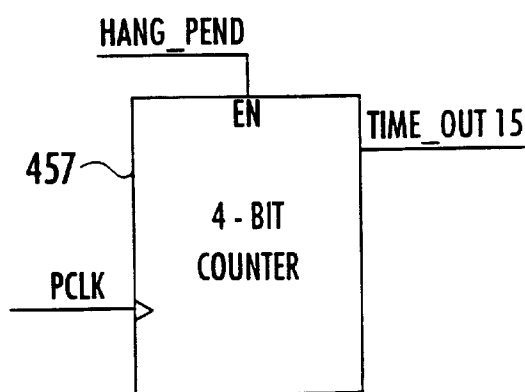 HANG_PEND
EN
TIME_OUT 15
457
4 - BIT
COUNTER
PCLK